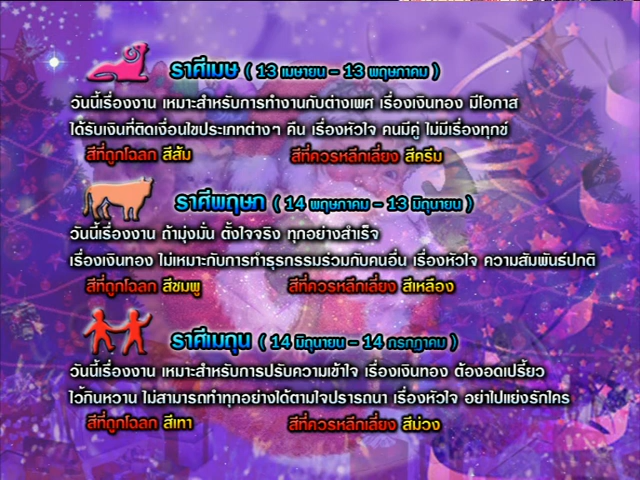 ราศีเมษ ( 13 เมษายน - 13 พฤษภาคม )
วันนี้เรื่องงาน เหมาะสำหรับการทำงานกับต่างเพศ เรื่องเงินทอง มีโอกาส
ได้รับเงินที่ติดเงื่อนไขประเภทต่างๆ คืน เรื่องหัวใจ คนมีคู่ ไม่มีเรื่องทุกข์
สีที่ถูกโฉลก สีส้ม สีที่ควรหลีกเลี่ยง สีครีม
ราศีพฤษภ ( 14 พฤษภาคม - 13 มิถุนายน )
วันนี้เรื่องงาน ถ้ามุ่งมั่น ตั้งใจจริง ทุกอย่างสำเร็จ
เรื่องเงินทอง ไม่เหมาะกับการทำธุรกรรมร่วมกับคนอื่น เรื่องหัวใจ ความสัมพันธ์ปกติ
สีที่ถูกโฉลก สีชมพู สีที่ควรหลีกเลี่ยง สีเหลือง
ราศีเมถุน ( 14 มิถุนายน - 14 กรกฎาคม )
วันนี้เรื่องงาน เหมาะสำหรับการปรับความเข้าใจ เรื่องเงินทอง ต้องอดเปรี้ยว
ไว้กินหวาน ไม่สามารถทำทุกอย่างได้ตามใจปรารถนา เรื่องหัวใจ อย่าไปแย่งรักใคร
สีที่ถูกโฉลก สีเทา สีที่ควรหลีกเลี่ยง สีม่วง